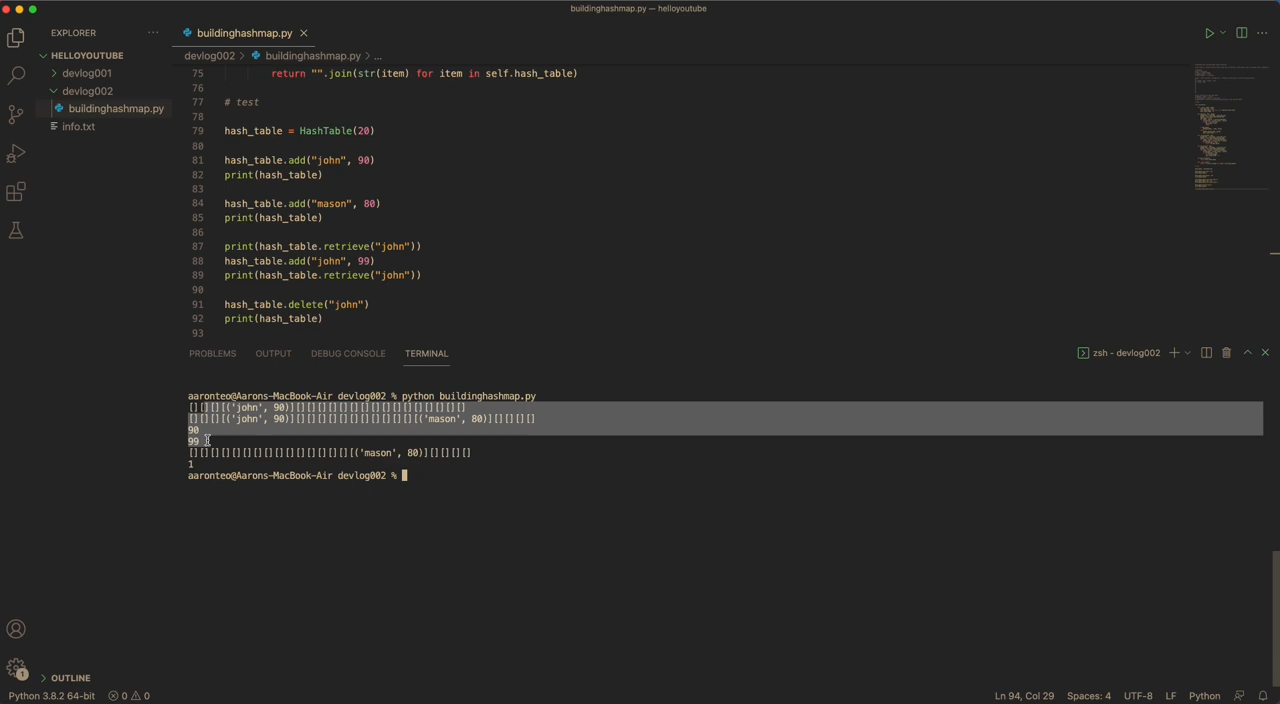 buildinghashmap.py — helloyoutube
EXPLORER
HELLOYOUTUBE
devlog001
devlog002
buildinghashmap.py
info.txt
buildinghashmap.py
devlog002 > buildinghashmap.py > ...
75 return "".join(str(item) for item in self.hash_table)
76
77 # test
78
79 hash_table = HashTable(20)
80
81 hash_table.add("john", 90)
82 print(hash_table)
83
84 hash_table.add("mason", 80)
85 print(hash_table)
86
87 print(hash_table.retrieve("john"))
88 hash_table.add("john", 99)
89 print(hash_table.retrieve("john"))
90
91 hash_table.delete("john")
92 print(hash_table)
93
PROBLEMS OUTPUT DEBUG CONSOLE TERMINAL
zsh - devlog002
aaronteo@Aarons-MacBook-Air devlog002 % python buildinghashmap.py
[][][][('john', 90)][][][][][][][][][][][][][][][][]
[][][][('john', 90)][][][][][][][][][][][][('mason', 80)][][][][]
90
99
[][][][][][][][][][][][][][][][('mason', 80)][][][][]
1
aaronteo@Aarons-MacBook-Air devlog002 %
OUTLINE
1
Python 3.8.2 64-bit 0 0 Ln 94, Col 29 Spaces: 4 UTF-8 LF Python